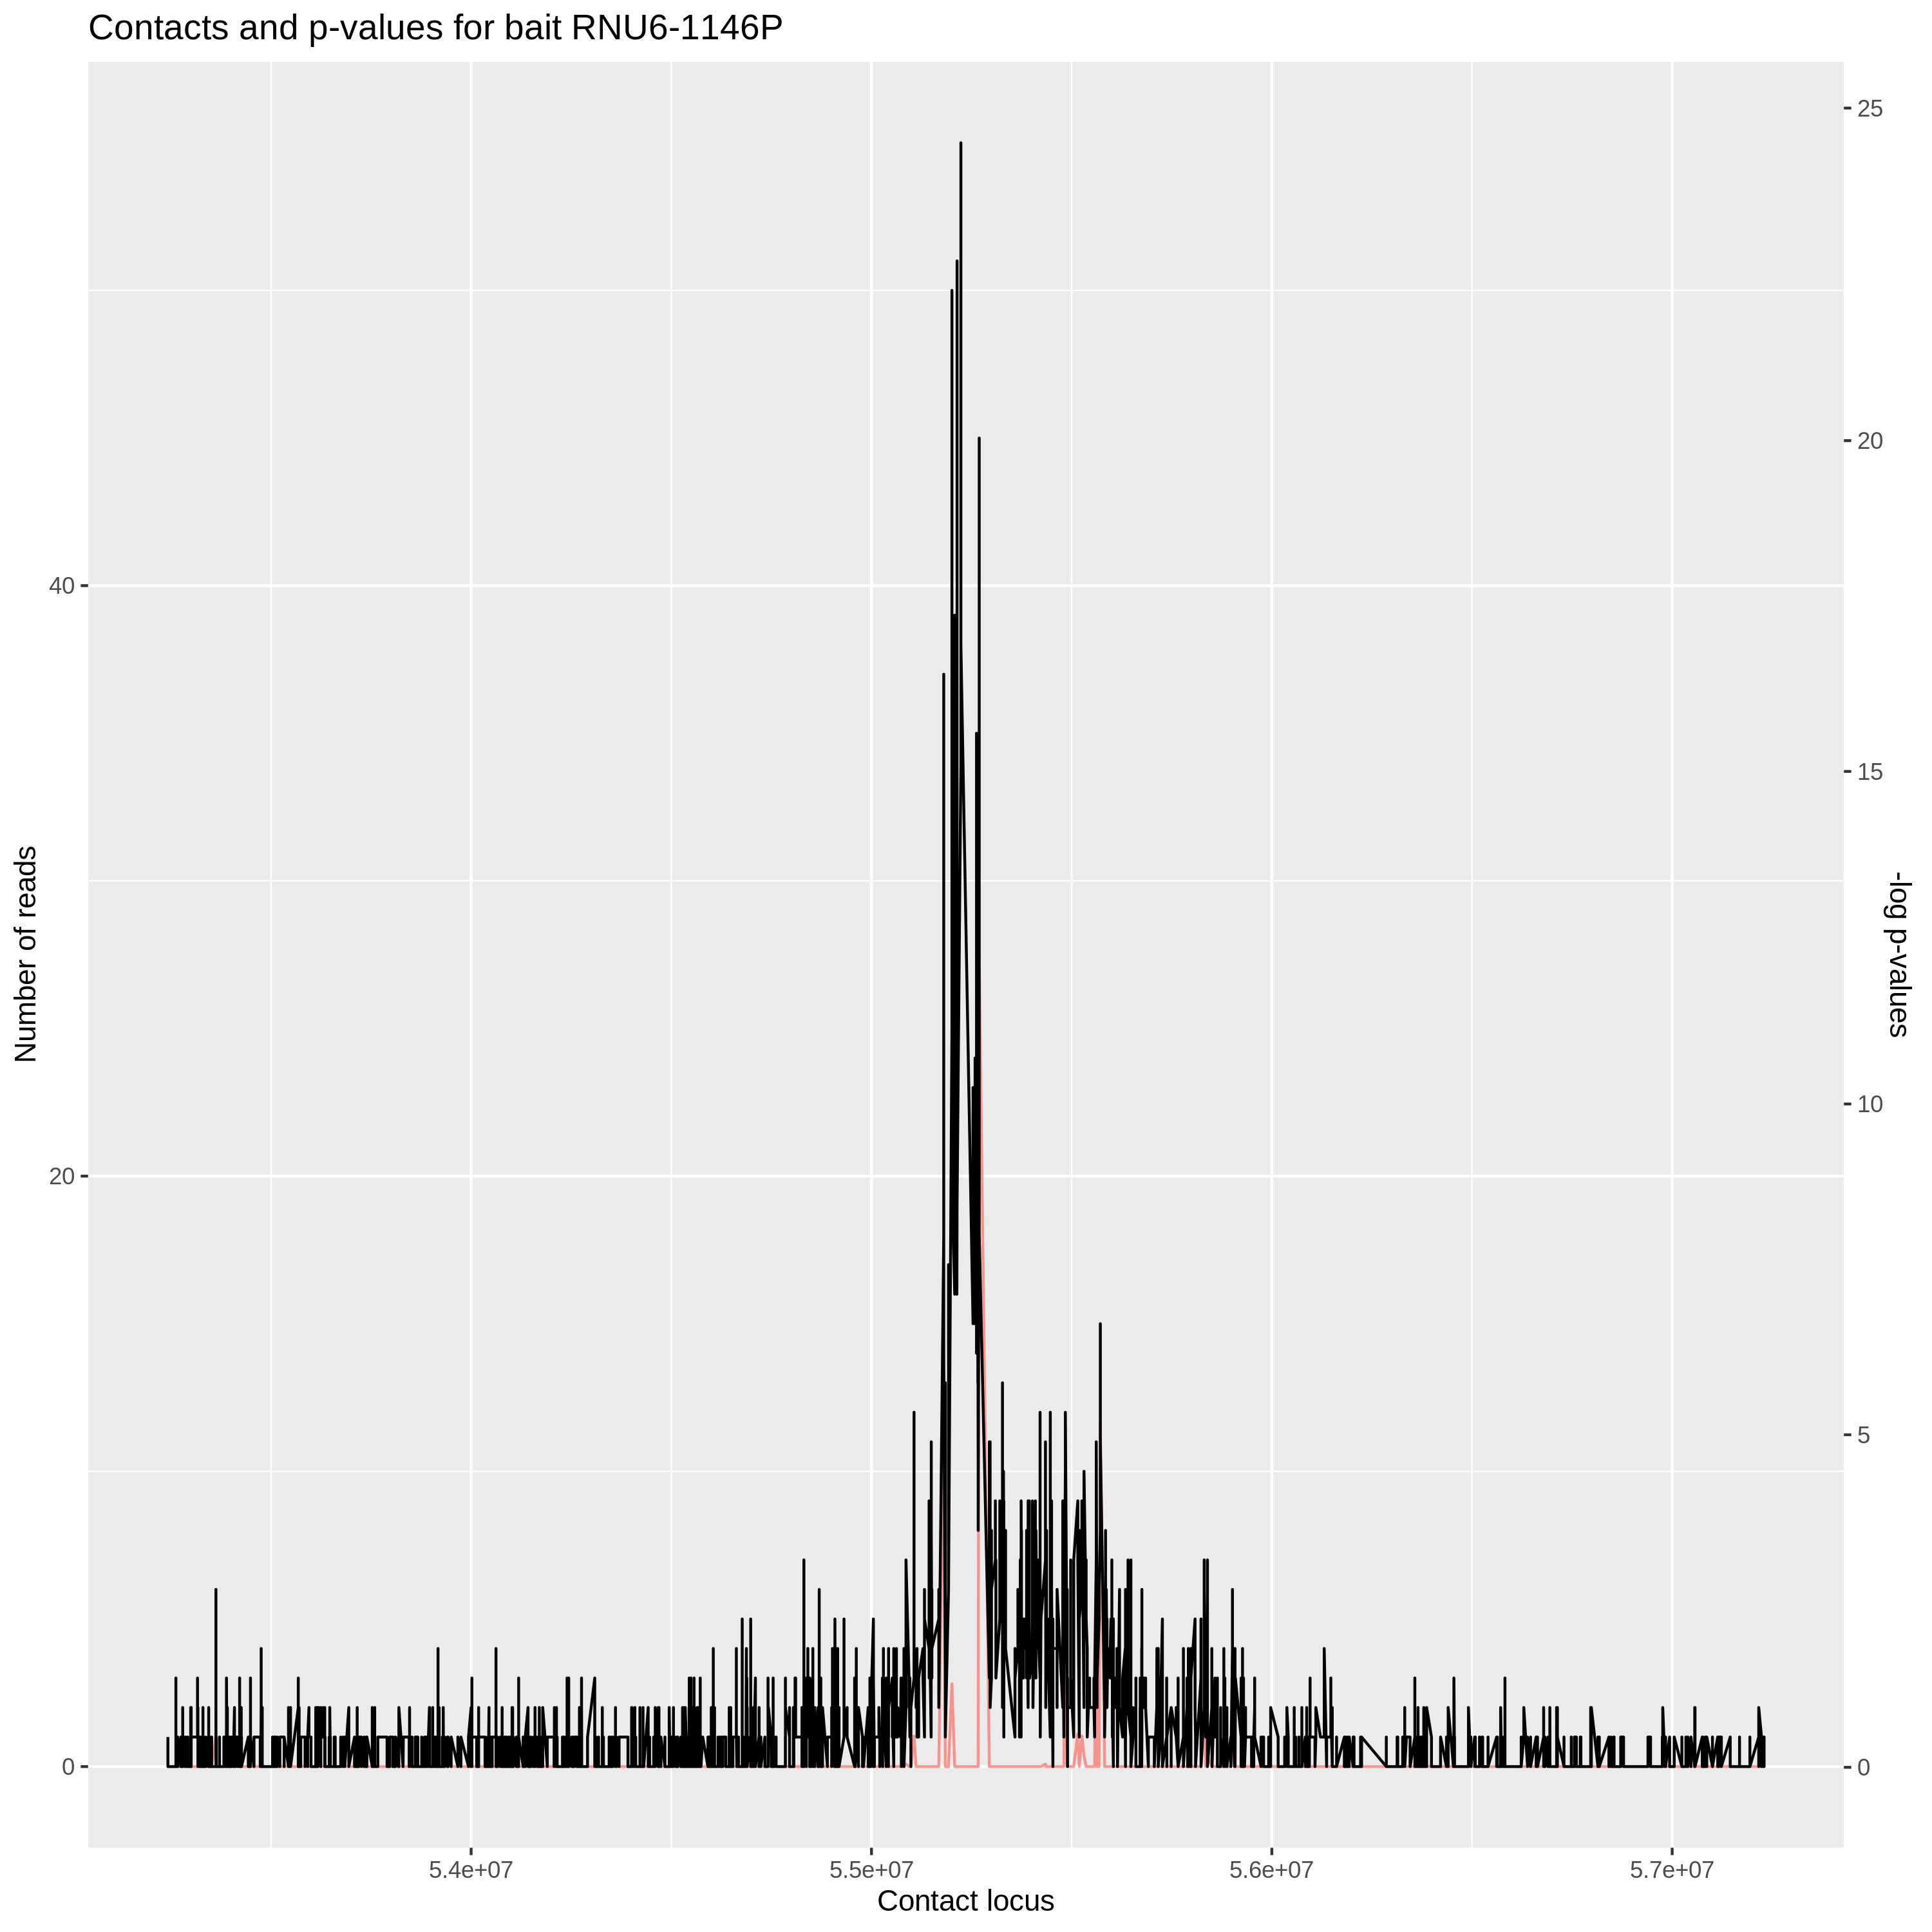 Contacts and p-values for bait RNU6-1146P
25
20
15
10
5
0
-log p-values
40
20
0
Number of reads
5.4e+07 5.5e+07 5.6e+07 5.7e+07
Contact locus